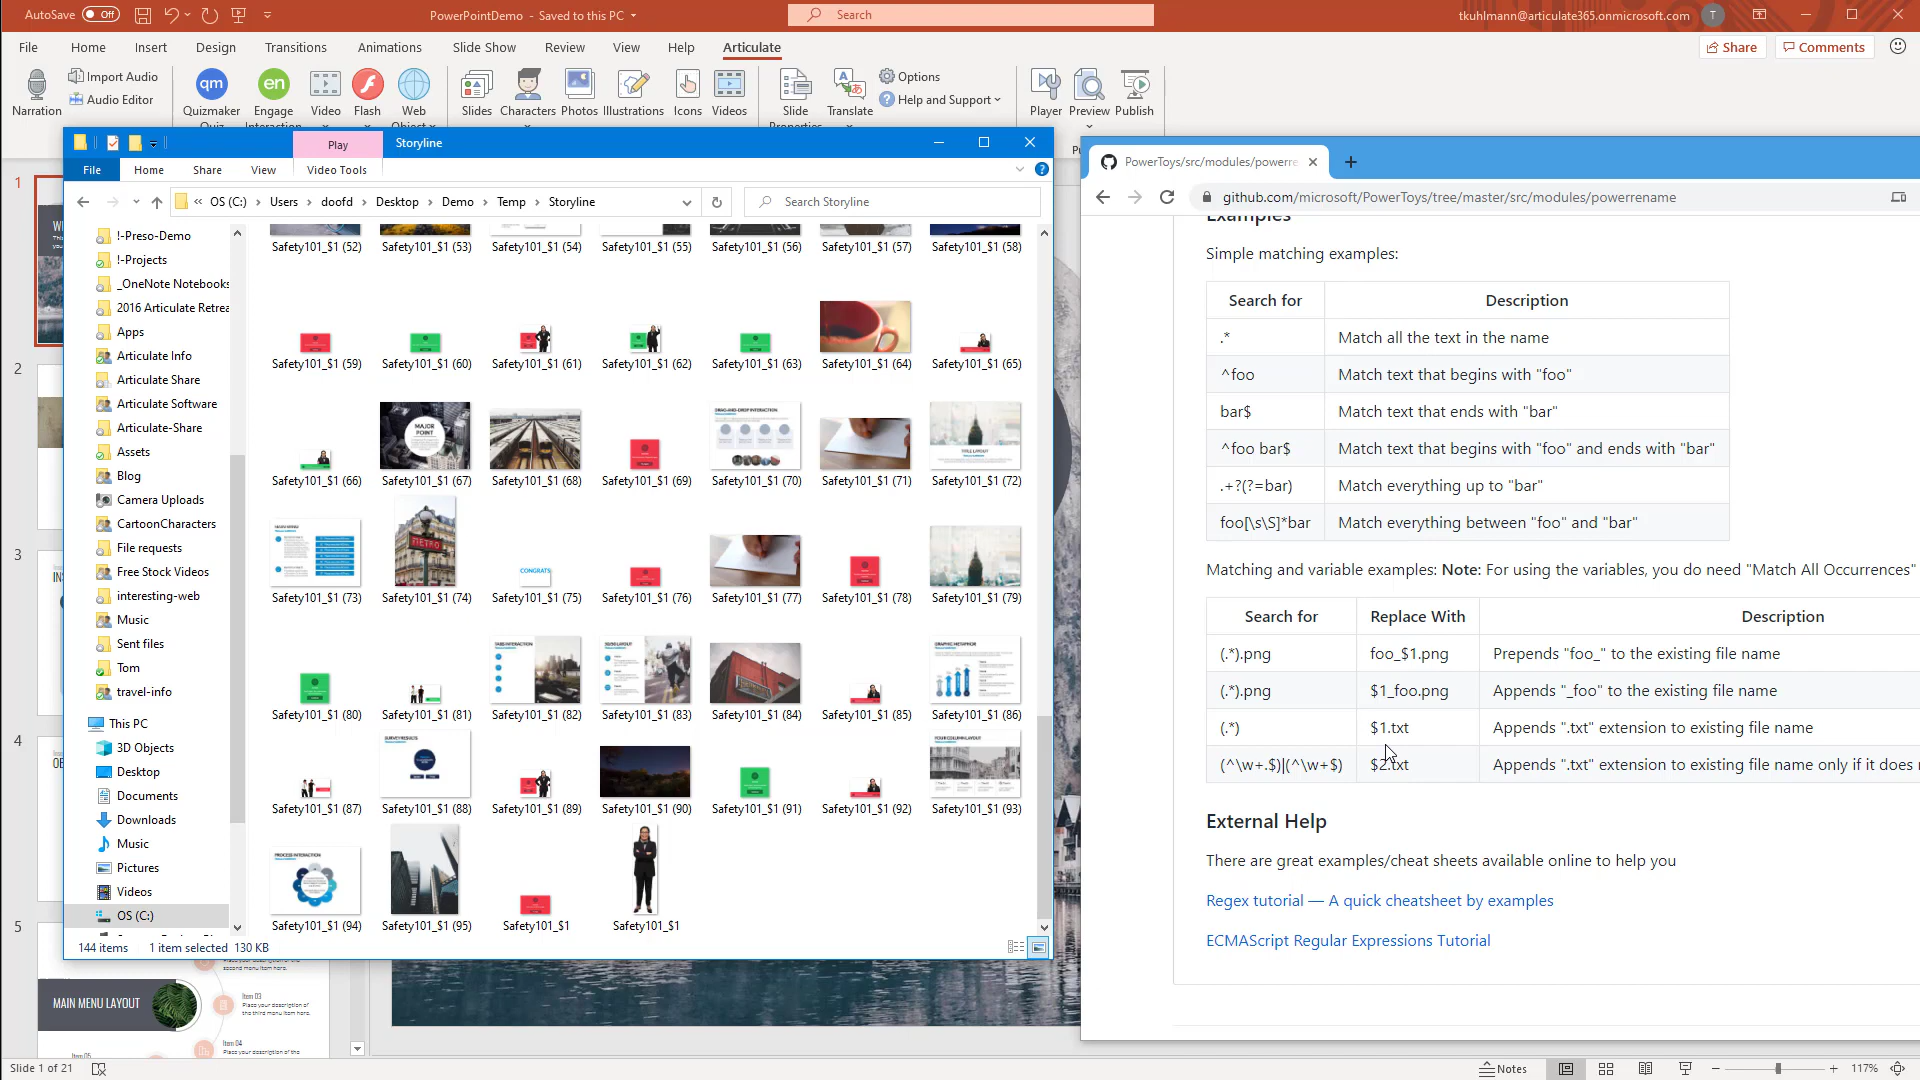 AutoSave Off PowerPointDemo - Saved to this PC Search tkuhlmann@articulate365.onmicrosoft.com T
File Home Insert Design Transitions Animations Slide Show Review View Help Articulate Share Comments
Import Audio
Audio Editor
Options
Help and Support
Narration Quizmaker Engage Video Flash Web Slides Characters Photos Illustrations Icons Videos Slide Translate Player Preview Publish
Storyline
Play
File Home Share View Video Tools
OS (C:) Users doofd Desktop Demo Temp Storyline Search Storyline
!-Preso-Demo
!-Projects
_OneNote Notebooks
2016 Articulate Retrea
Apps
Articulate Info
Articulate Share
Articulate Software
Articulate-Share
Assets
Blog
Camera Uploads
CartoonCharacters
File requests
Free Stock Videos
interesting-web
Music
Sent files
Tom
travel-info
This PC
3D Objects
Desktop
Documents
Downloads
Music
Pictures
Videos
OS (C:)
Safety101_$1 (52) Safety101_$1 (53) Safety101_$1 (54) Safety101_$1 (55) Safety101_$1 (56) Safety101_$1 (57) Safety101_$1 (58)
Safety101_$1 (59) Safety101_$1 (60) Safety101_$1 (61) Safety101_$1 (62) Safety101_$1 (63) Safety101_$1 (64) Safety101_$1 (65)
MAJOR
POINT
Safety101_$1 (66) Safety101_$1 (67) Safety101_$1 (68) Safety101_$1 (69) Safety101_$1 (70) Safety101_$1 (71) Safety101_$1 (72)
METRO
CONGRATS
Safety101_$1 (73) Safety101_$1 (74) Safety101_$1 (75) Safety101_$1 (76) Safety101_$1 (77) Safety101_$1 (78) Safety101_$1 (79)
Safety101_$1 (80) Safety101_$1 (81) Safety101_$1 (82) Safety101_$1 (83) Safety101_$1 (84) Safety101_$1 (85) Safety101_$1 (86)
Safety101_$1 (87) Safety101_$1 (88) Safety101_$1 (89) Safety101_$1 (90) Safety101_$1 (91) Safety101_$1 (92) Safety101_$1 (93)
Safety101_$1 (94) Safety101_$1 (95) Safety101_$1 Safety101_$1
144 items 1 item selected 130 KB
PowerToys/src/modules/powerre
github.com/microsoft/PowerToys/tree/master/src/modules/powerrename
Examples
Simple matching examples:
Search for Description
.* Match all the text in the name
^foo Match text that begins with "foo"
bar$ Match text that ends with "bar"
^foo bar$ Match text that begins with "foo" and ends with "bar"
.+?(?=bar) Match everything up to "bar"
foo[\s\S]*bar Match everything between "foo" and "bar"
Matching and variable examples: Note: For using the variables, you do need "Match All Occurrences"
Search for Replace With Description
(.*).png foo_$1.png Prepends "foo_" to the existing file name
(.*).png $1_foo.png Appends "_foo" to the existing file name
(.*) $1.txt Appends ".txt" extension to existing file name
(^\w+.$)|(^\w+$) $2.txt Appends ".txt" extension to existing file name only if it does
External Help
There are great examples/cheat sheets available online to help you
Regex tutorial — A quick cheatsheet by examples
ECMAScript Regular Expressions Tutorial
1
2
3
4
5
MAIN MENU LAYOUT
Item 03
Item 04
Slide 1 of 21 Notes 117%